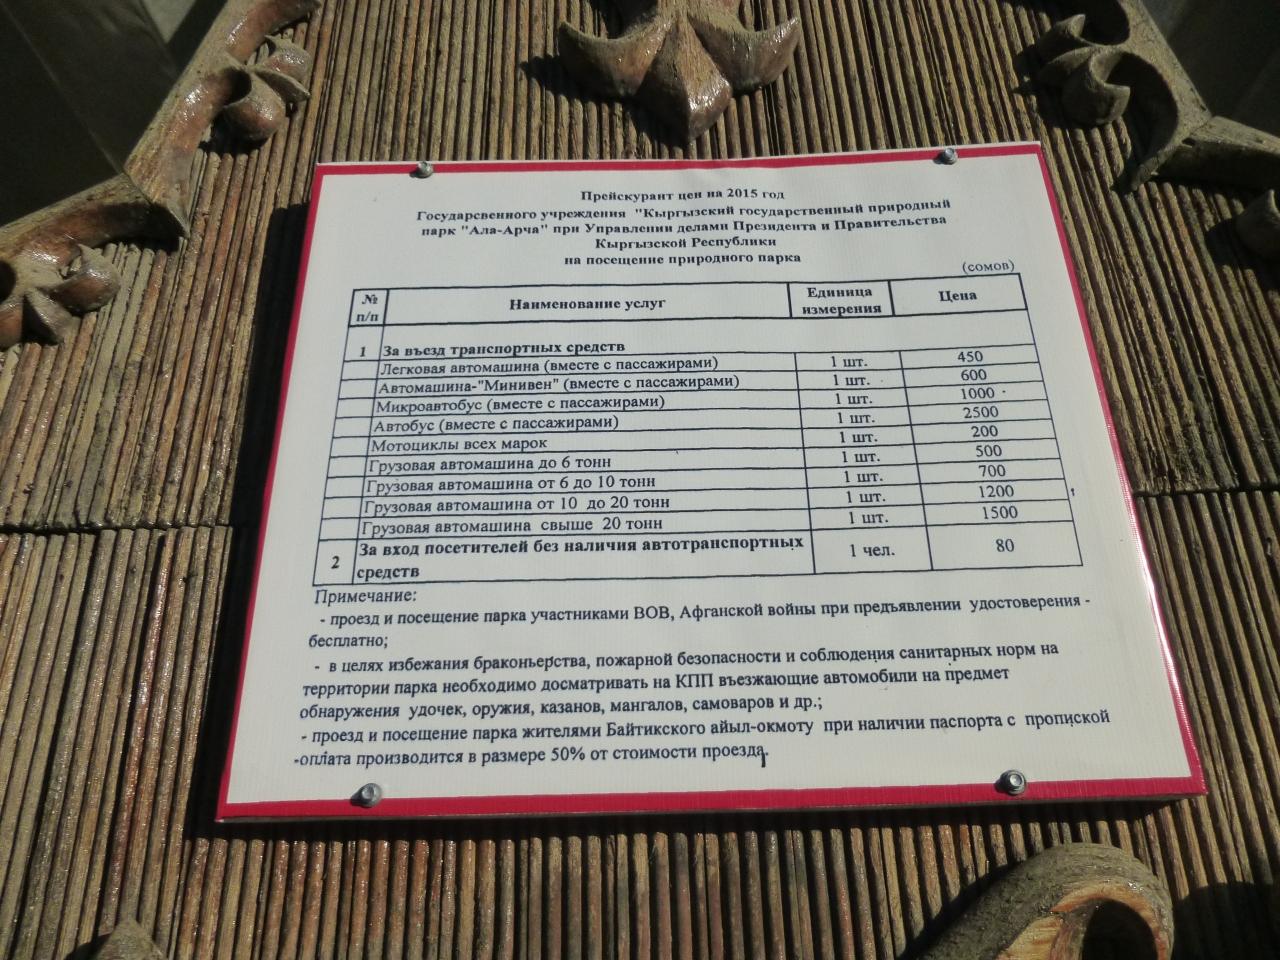 Прейскурант цен на 2015 год
Государсвенного учреждения "Кыргызский государственный природный
парк "Ала-Арча" при Управлении делами Президента и Правительства
Кыргызской Республики
на посещение природного парка
(сомов)
№ п/п Наименование услуг Единица измерения Цена
1 За въезд транспортных средств
Легковая автомашина (вместе с пассажирами) 1 шт. 450
Автомашина-"Минивен" (вместе с пассажирами) 1 шт. 600
Микроавтобус (вместе с пассажирами) 1 шт. 1000
Автобус (вместе с пассажирами) 1 шт. 2500
Мотоциклы всех марок 1 шт. 200
Грузовая автомашина до 6 тонн 1 шт. 500
Грузовая автомашина от 6 до 10 тонн 1 шт. 700
Грузовая автомашина от 10 до 20 тонн 1 шт. 1200
Грузовая автомашина свыше 20 тонн 1 шт. 1500
2 За вход посетителей без наличия автотранспортных средств 1 чел. 80
Примечание:
- проезд и посещение парка участниками ВОВ, Афганской войны при предъявлении удостоверения -
бесплатно;
- в целях избежания браконьерства, пожарной безопасности и соблюдения санитарных норм на
территории парка необходимо досматривать на КПП въезжающие автомобили на предмет
обнаружения удочек, оружия, казанов, мангалов, самоваров и др.;
- проезд и посещение парка жителями Байтикского айыл-окмоту при наличии паспорта с пропиской
-оплата производится в размере 50% от стоимости проезда.